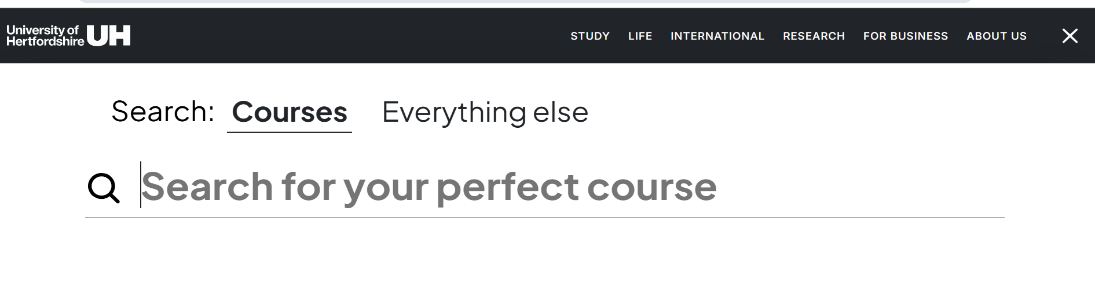 University of
Hertfordshire UH
STUDY LIFE INTERNATIONAL RESEARCH FOR BUSINESS ABOUT US
Search: Courses Everything else
Search for your perfect course